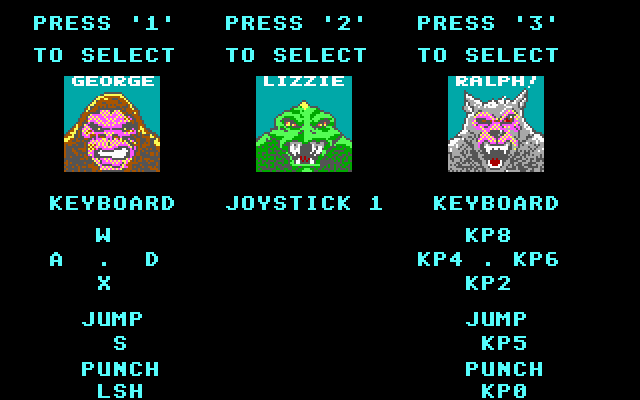 PRESS '1' PRESS '2' PRESS '3'
TO SELECT TO SELECT TO SELECT
GEORGE LIZZIE RALPH!
KEYBOARD JOYSTICK 1 KEYBOARD
W KP8
A . D KP4 . KP6
X KP2
JUMP JUMP
S KP5
PUNCH PUNCH
LSH KP0